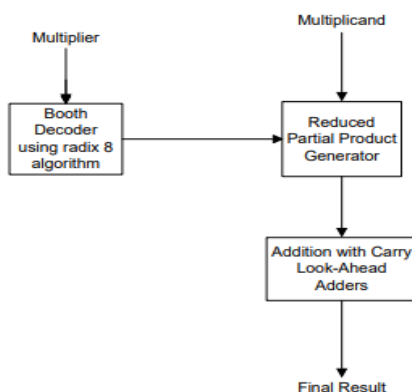 Multiplier
Multiplicand
Booth
Decoder
using radix 8
algorithm
Reduced
Partial Product
Generator
Addition with Carry
Look-Ahead
Adders
Final Result